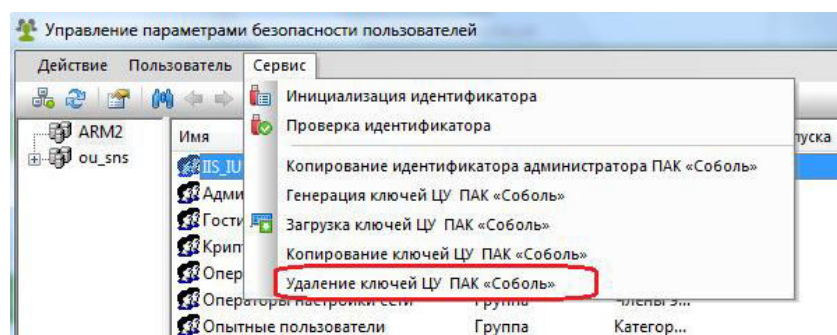 Управление параметрами безопасности пользователей
Действие Пользователь Сервис
Инициализация идентификатора
Проверка идентификатора
Копирование идентификатора администратора ПАК «Соболь»
Генерация ключей ЦУ ПАК «Соболь»
Загрузка ключей ЦУ ПАК «Соболь»
Копирование ключей ЦУ ПАК «Соболь»
Удаление ключей ЦУ ПАК «Соболь»
ARM2
ou_sns
Имя
IIS_IU
Адми
Гости
Крип
Опер
Операторы настройки сети Группа Члены э...
Опытные пользователи Группа Категор...